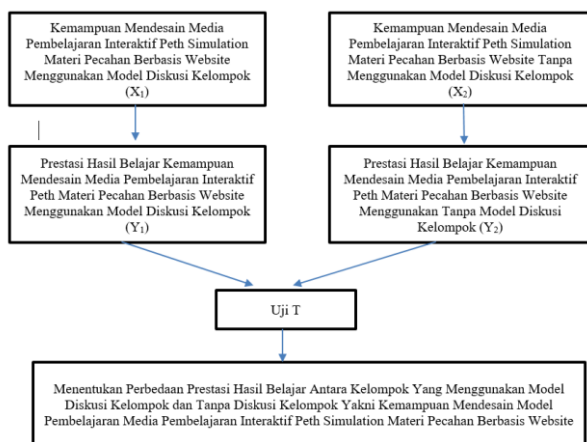 Kemampuan Mendesain Media
Pembelajaran Interaktif Peth Simulation
Materi Pecahan Berbasis Website
Menggunakan Model Diskusi Kelompok
(X₁)
Kemampuan Mendesain Media
Pembelajaran Interaktif Peth Simulation
Materi Pecahan Berbasis Website Tanpa
Menggunakan Model Diskusi Kelompok
(X₂)
Prestasi Hasil Belajar Kemampuan
Mendesain Media Pembelajaran Interaktif
Peth Materi Pecahan Berbasis Website
Menggunakan Model Diskusi Kelompok
(Y₁)
Prestasi Hasil Belajar Kemampuan
Mendesain Media Pembelajaran Interaktif
Peth Materi Pecahan Berbasis Website
Menggunakan Tanpa Model Diskusi
Kelompok (Y₂)
Uji T
Menentukan Perbedaan Prestasi Hasil Belajar Antara Kelompok Yang Menggunakan Model
Diskusi Kelompok dan Tanpa Diskusi Kelompok Yakni Kemampuan Mendesain Model
Pembelajaran Media Pembelajaran Interaktif Peth Simulation Materi Pecahan Berbasis Website